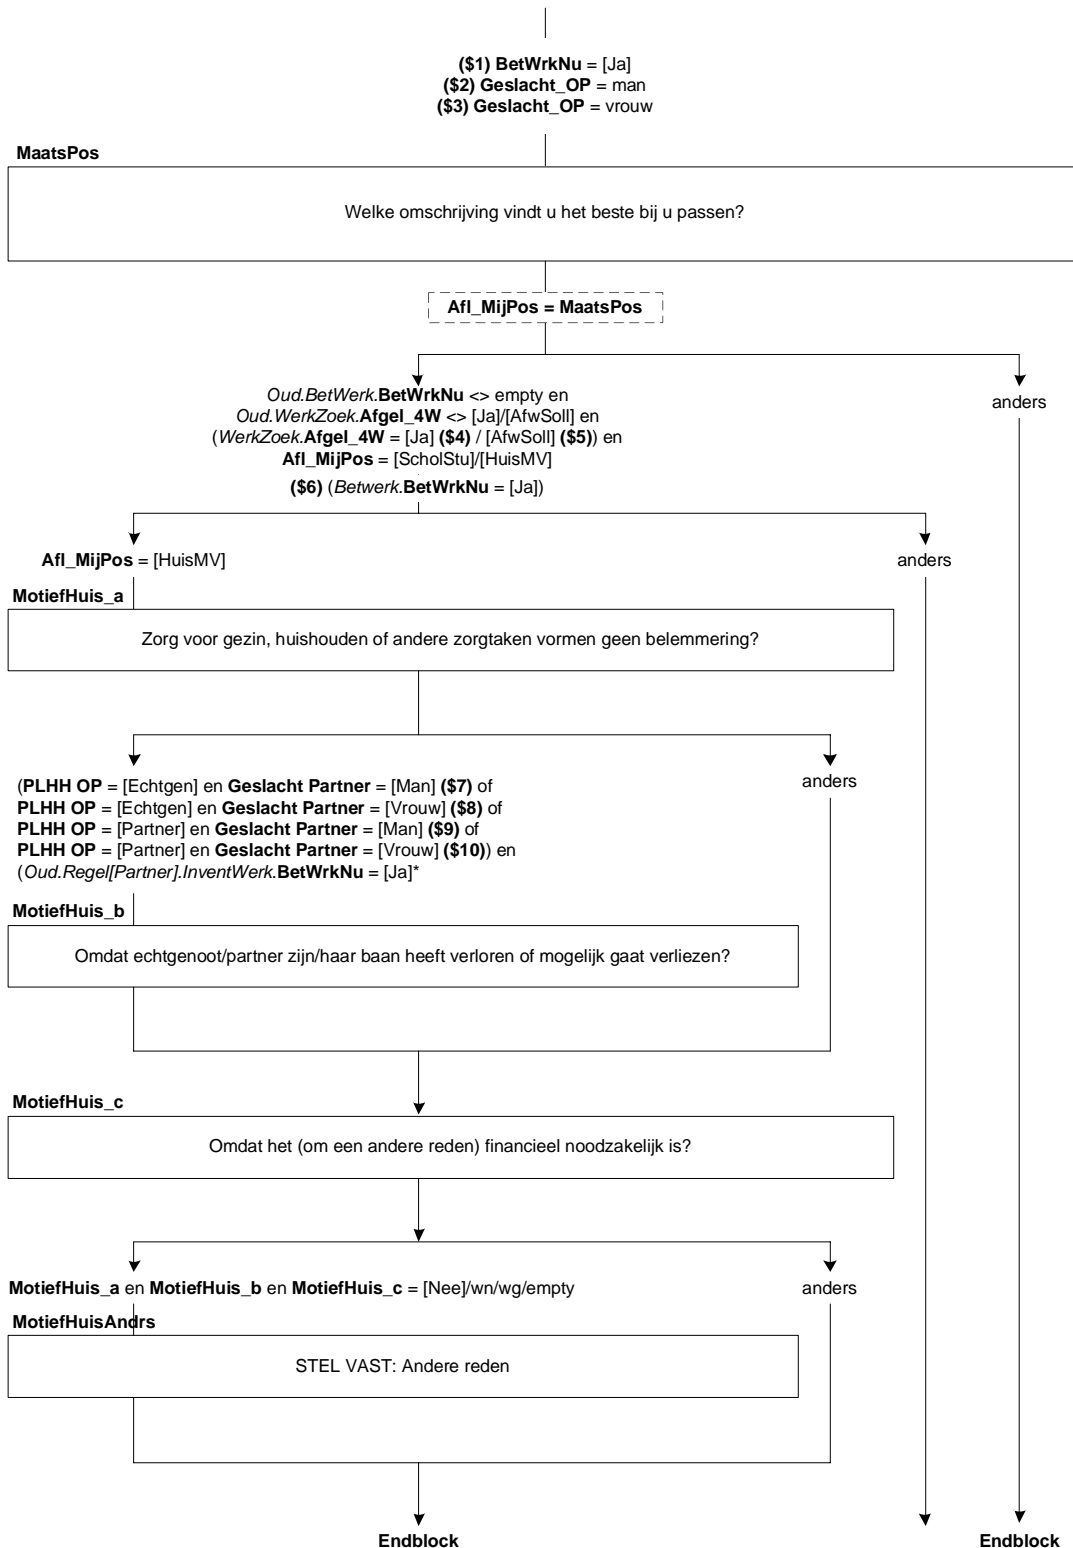 ($1) BetWrkNu = [Ja]
($2) Geslacht_OP = man
($3) Geslacht_OP = vrouw
MaatsPos
Welke omschrijving vindt u het beste bij u passen?
Afl_MijPos = MaatsPos
Oud.BetWerk.BetWrkNu <> empty en
Oud.WerkZoek.Afgel_4W <> [Ja]/[AfwSoll] en
(WerkZoek.Afgel_4W = [Ja] ($4) / [AfwSoll] ($5)) en
Afl_MijPos = [ScholStu]/[HuisMV]
($6) (Betwerk.BetWrkNu = [Ja])
anders
Afl_MijPos = [HuisMV]
anders
MotiefHuis_a
Zorg voor gezin, huishouden of andere zorgtaken vormen geen belemmering?
(PLHH OP = [Echtgen] en Geslacht Partner = [Man] ($7) of
PLHH OP = [Echtgen] en Geslacht Partner = [Vrouw] ($8) of
PLHH OP = [Partner] en Geslacht Partner = [Man] ($9) of
PLHH OP = [Partner] en Geslacht Partner = [Vrouw] ($10)) en
(Oud.Regel[Partner].InventWerk.BetWrkNu = [Ja]*
anders
MotiefHuis_b
Omdat echtgenoot/partner zijn/haar baan heeft verloren of mogelijk gaat verliezen?
MotiefHuis_c
Omdat het (om een andere reden) financieel noodzakelijk is?
MotiefHuis_a en MotiefHuis_b en MotiefHuis_c = [Nee]/wn/wg/empty
anders
MotiefHuisAndrs
STEL VAST: Andere reden
Endblock
Endblock